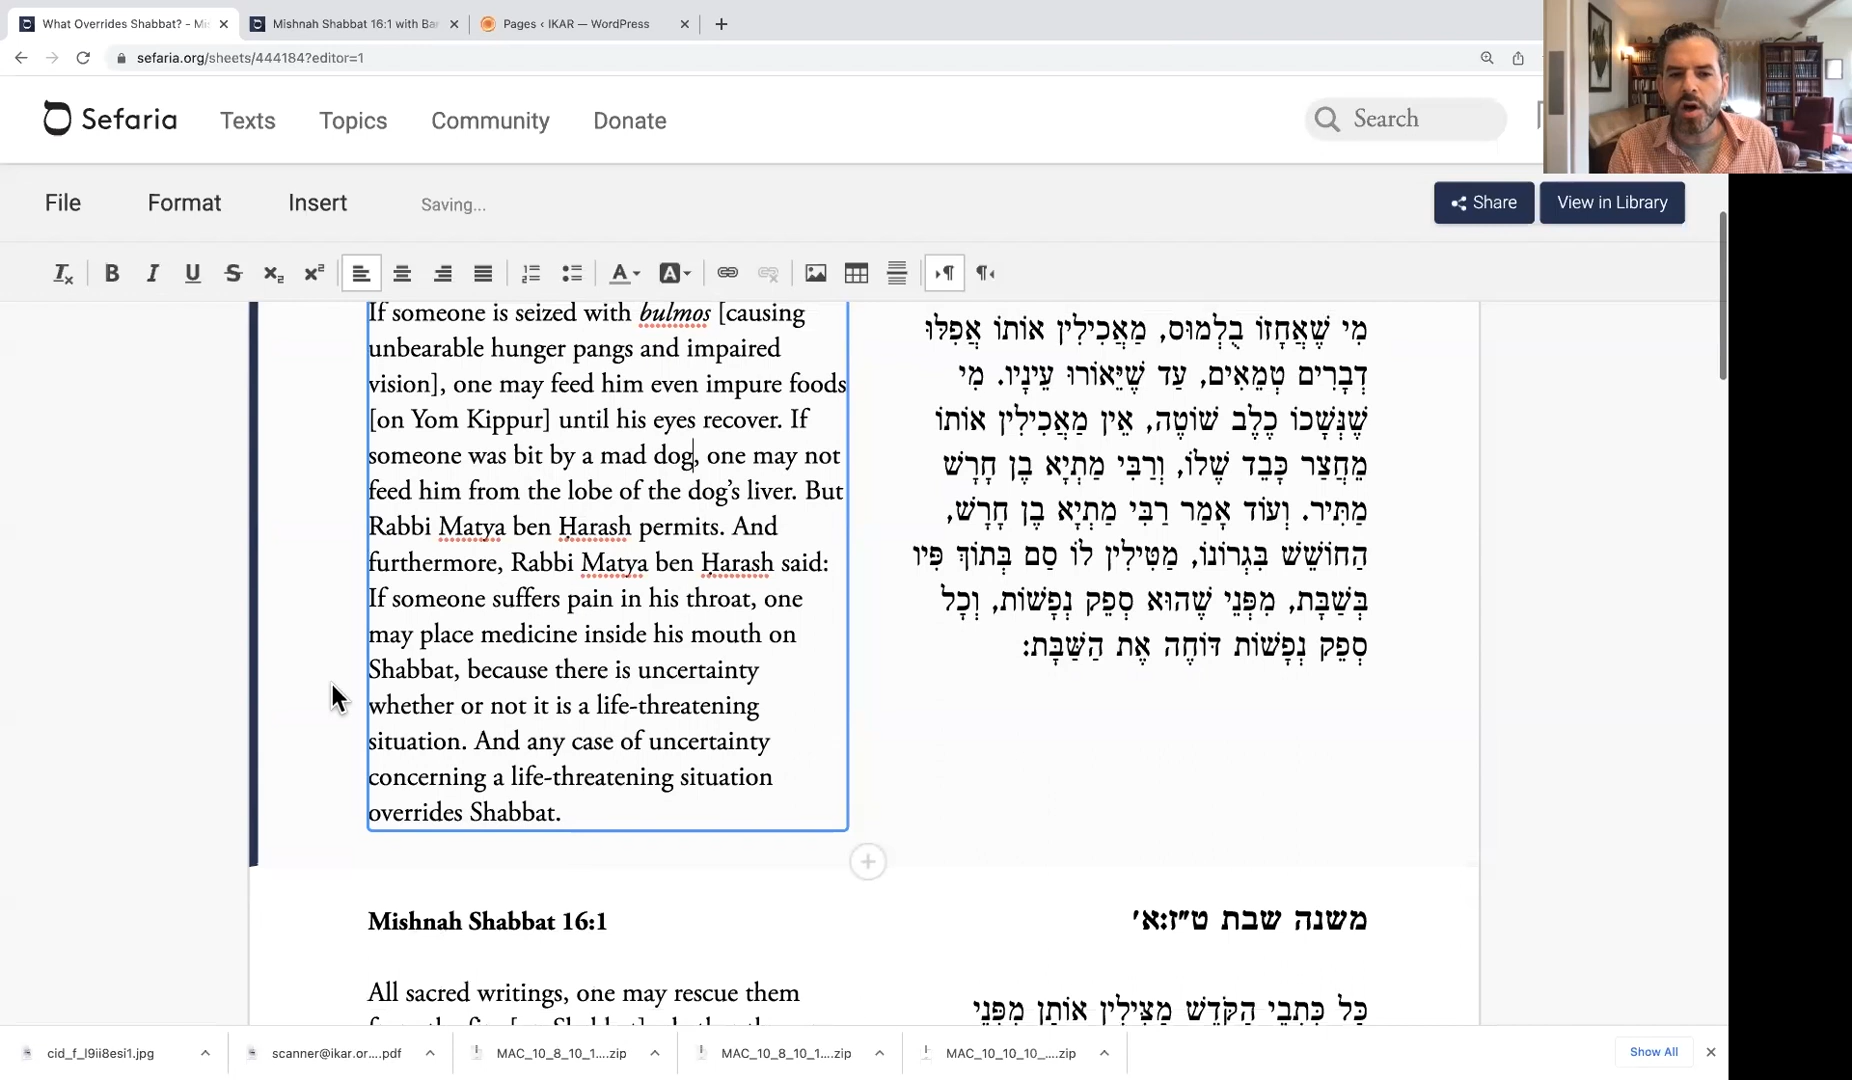 What Overrides Shabbat? - Mi
Mishnah Shabbat 16:1 with Bar
Pages ‹ IKAR — WordPress
sefaria.org/sheets/444184?editor=1
Sefaria
Texts
Topics
Community
Donate
Search
File
Format
Insert
Saving...
Share
View in Library
If someone is seized with bulmos [causing
unbearable hunger pangs and impaired
vision], one may feed him even impure foods
[on Yom Kippur] until his eyes recover. If
someone was bit by a mad dog, one may not
feed him from the lobe of the dog’s liver. But
Rabbi Matya ben Ḥarash permits. And
furthermore, Rabbi Matya ben Ḥarash said:
If someone suffers pain in his throat, one
may place medicine inside his mouth on
Shabbat, because there is uncertainty
whether or not it is a life-threatening
situation. And any case of uncertainty
concerning a life-threatening situation
overrides Shabbat.
מִי שֶׁאֲחָזוֹ בֻלְמוּס, מַאֲכִילִין אוֹתוֹ אֲפִלּוּ
דְבָרִים טְמֵאִים, עַד שֶׁיֵּאוֹרוּ עֵינָיו. מִי
שֶׁנְּשָׁכוֹ כֶלֶב שׁוֹטֶה, אֵין מַאֲכִילִין אוֹתוֹ
מֵחֲצַר כָּבֵד שֶׁלוֹ, וְרַבִּי מַתְיָא בֶן חָרָשׁ
מַתִּיר. וְעוֹד אָמַר רַבִּי מַתְיָא בֶן חָרָשׁ,
הַחוֹשֵׁשׁ בִּגְרוֹנוֹ, מַטִּילִין לוֹ סַם בְּתוֹךְ פִּיו
בְּשַׁבָּת, מִפְּנֵי שֶׁהוּא סְפֵק נְפָשׁוֹת, וְכָל
סְפֵק נְפָשׁוֹת דּוֹחֶה אֶת הַשַּׁבָּת:
Mishnah Shabbat 16:1
משנה שבת ט״ז:א׳
All sacred writings, one may rescue them
כָּל כִּתְבֵי הַקֹּדֶשׁ מַצִּילִין אוֹתָן מִפְּנֵי
cid_f_l9ii8esi1.jpg
scanner@ikar.or....pdf
MAC_10_8_10_1....zip
MAC_10_8_10_1....zip
MAC_10_10_10_....zip
Show All